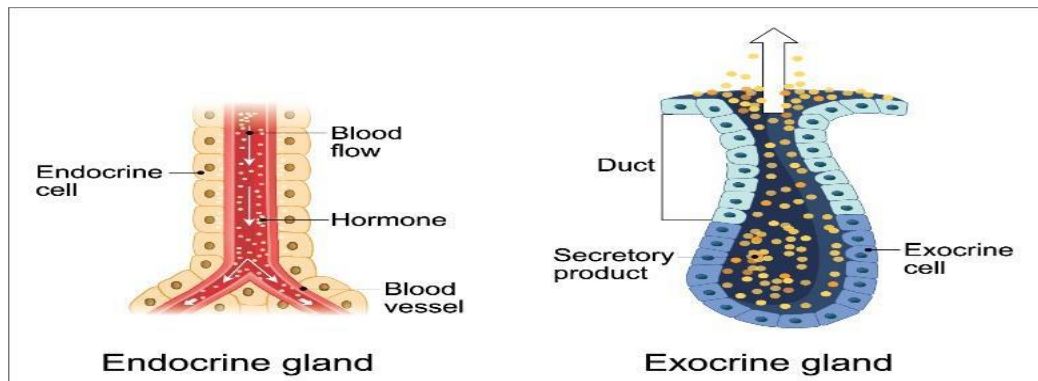 Endocrine
cell
Blood
flow
Hormone
Blood
vessel
Endocrine gland
Duct
Secretory
product
Exocrine
cell
Exocrine gland